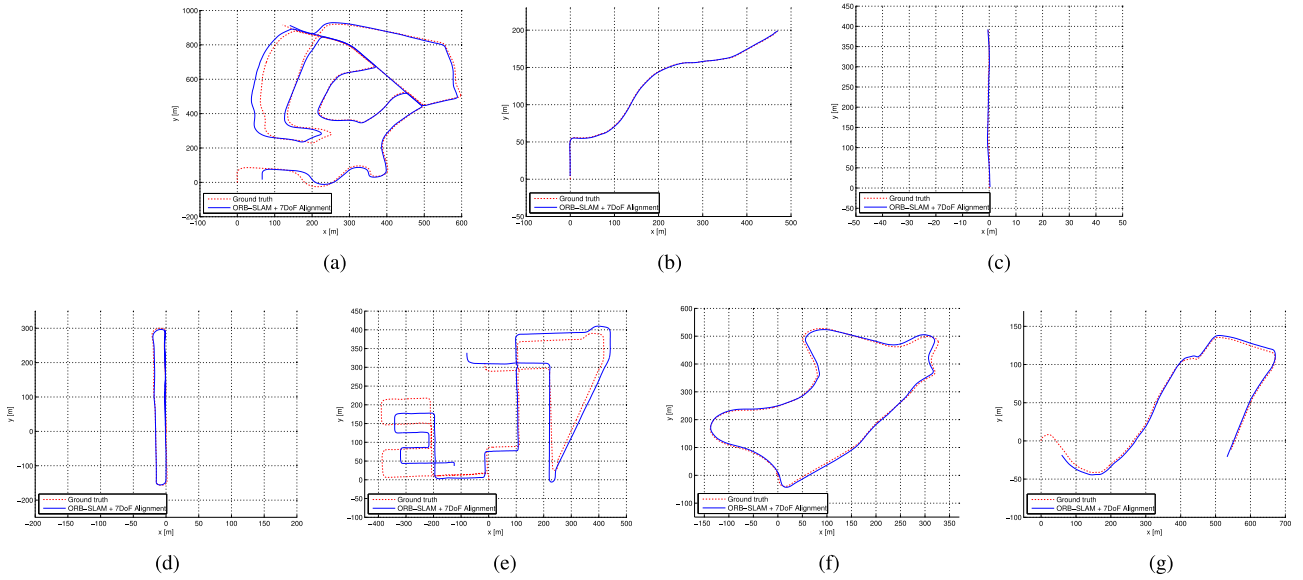 1000
800
600
400
200
0
−200
y [m]
0 100 200 300 400 500 600
x [m]
Ground truth
ORB−SLAM + 7DoF Alignment
(a)
200
150
100
50
0
−50
y [m]
0 100 200 300 400 500
x [m]
Ground truth
ORB−SLAM + 7DoF Alignment
(b)
450
400
350
300
250
200
150
100
50
0
−50
y [m]
−50 −40 −30 −20 −10 0 10 20 30 40 50
x [m]
Ground truth
ORB−SLAM + 7DoF Alignment
(c)
300
200
100
0
−100
−200
y [m]
−200 −150 −100 −50 0 50 100 150 200
x [m]
Ground truth
ORB−SLAM + 7DoF Alignment
(d)
450
400
350
300
250
200
150
100
50
0
−50
−100
y [m]
−400 −300 −200 −100 0 100 200 300 400 500
x [m]
Ground truth
ORB−SLAM + 7DoF Alignment
(e)
600
500
400
300
200
100
0
−100
y [m]
−150 −100 −50 0 50 100 150 200 250 300 350
x [m]
Ground truth
ORB−SLAM + 7DoF Alignment
(f)
150
100
50
0
−50
−100
y [m]
0 100 200 300 400 500 600 700
x [m]
Ground truth
ORB−SLAM + 7DoF Alignment
(g)